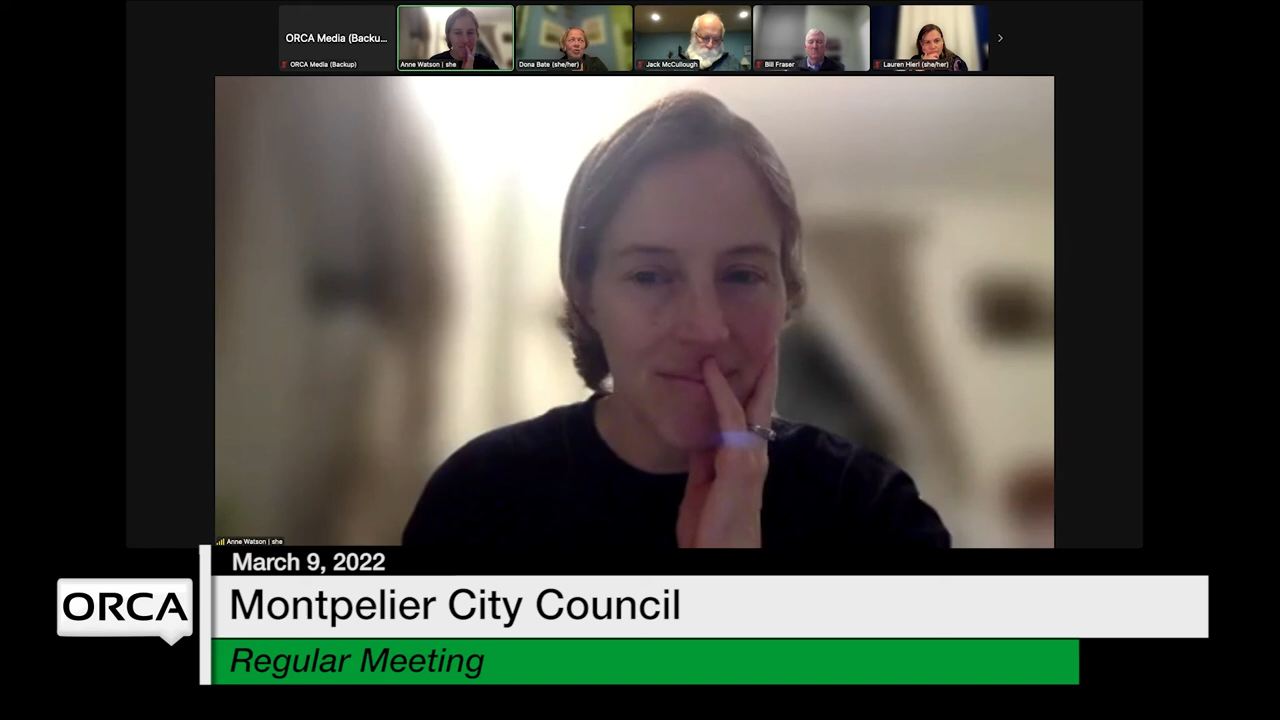 ORCA Media (Backu...
ORCA Media (Backup)
Anne Watson | she
Dona Bate (she/her)
Jack McCullough
Bill Fraser
Lauren Hierl (she/her)
Anne Watson | she
March 9, 2022
ORCA
Montpelier City Council
Regular Meeting